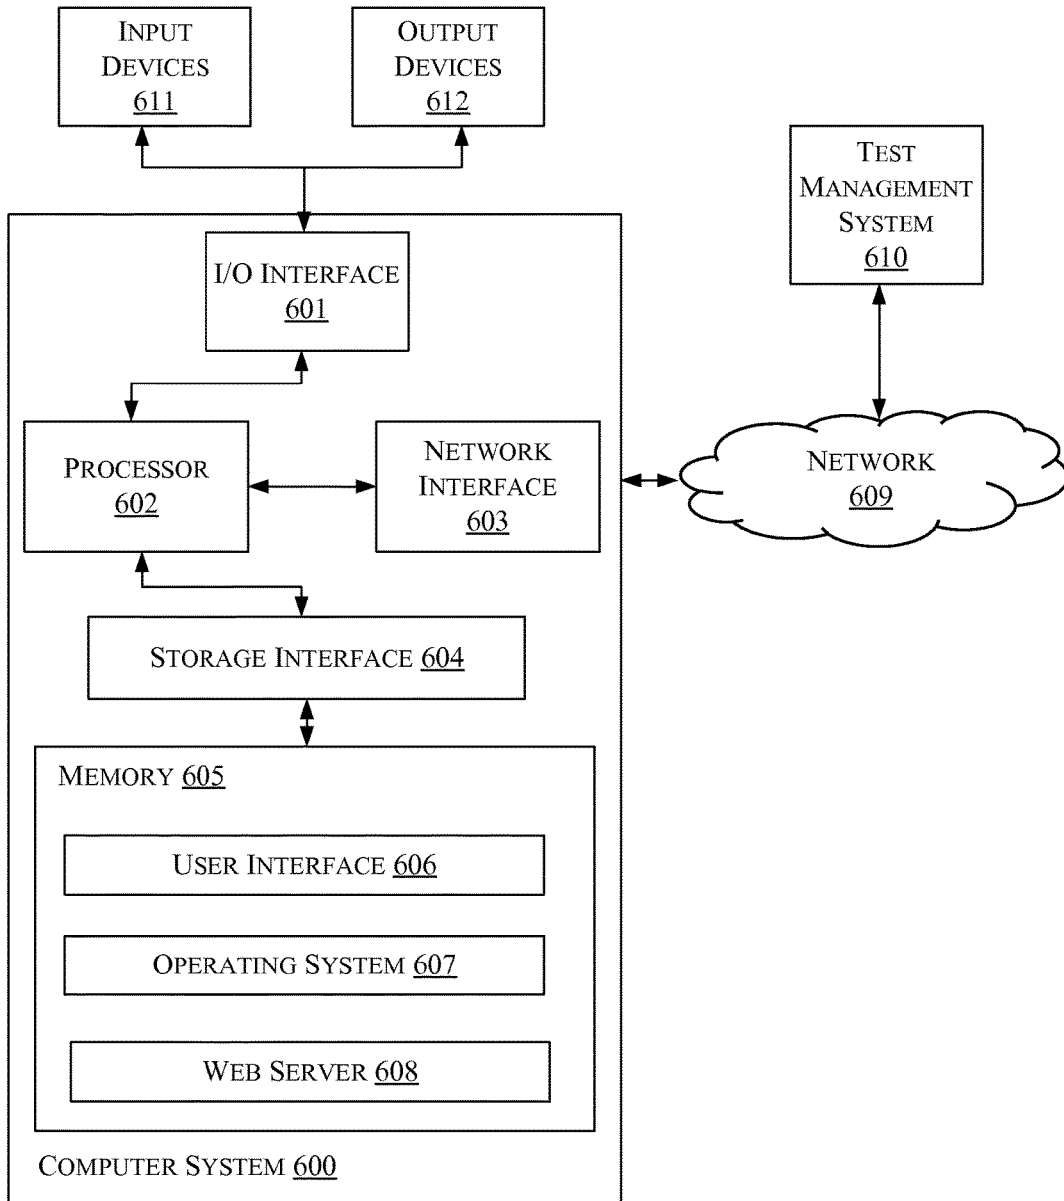 INPUT
DEVICES
611
OUTPUT
DEVICES
612
TEST
MANAGEMENT
SYSTEM
610
I/O INTERFACE
601
PROCESSOR
602
NETWORK
INTERFACE
603
NETWORK
609
STORAGE INTERFACE 604
MEMORY 605
USER INTERFACE 606
OPERATING SYSTEM 607
WEB SERVER 608
COMPUTER SYSTEM 600